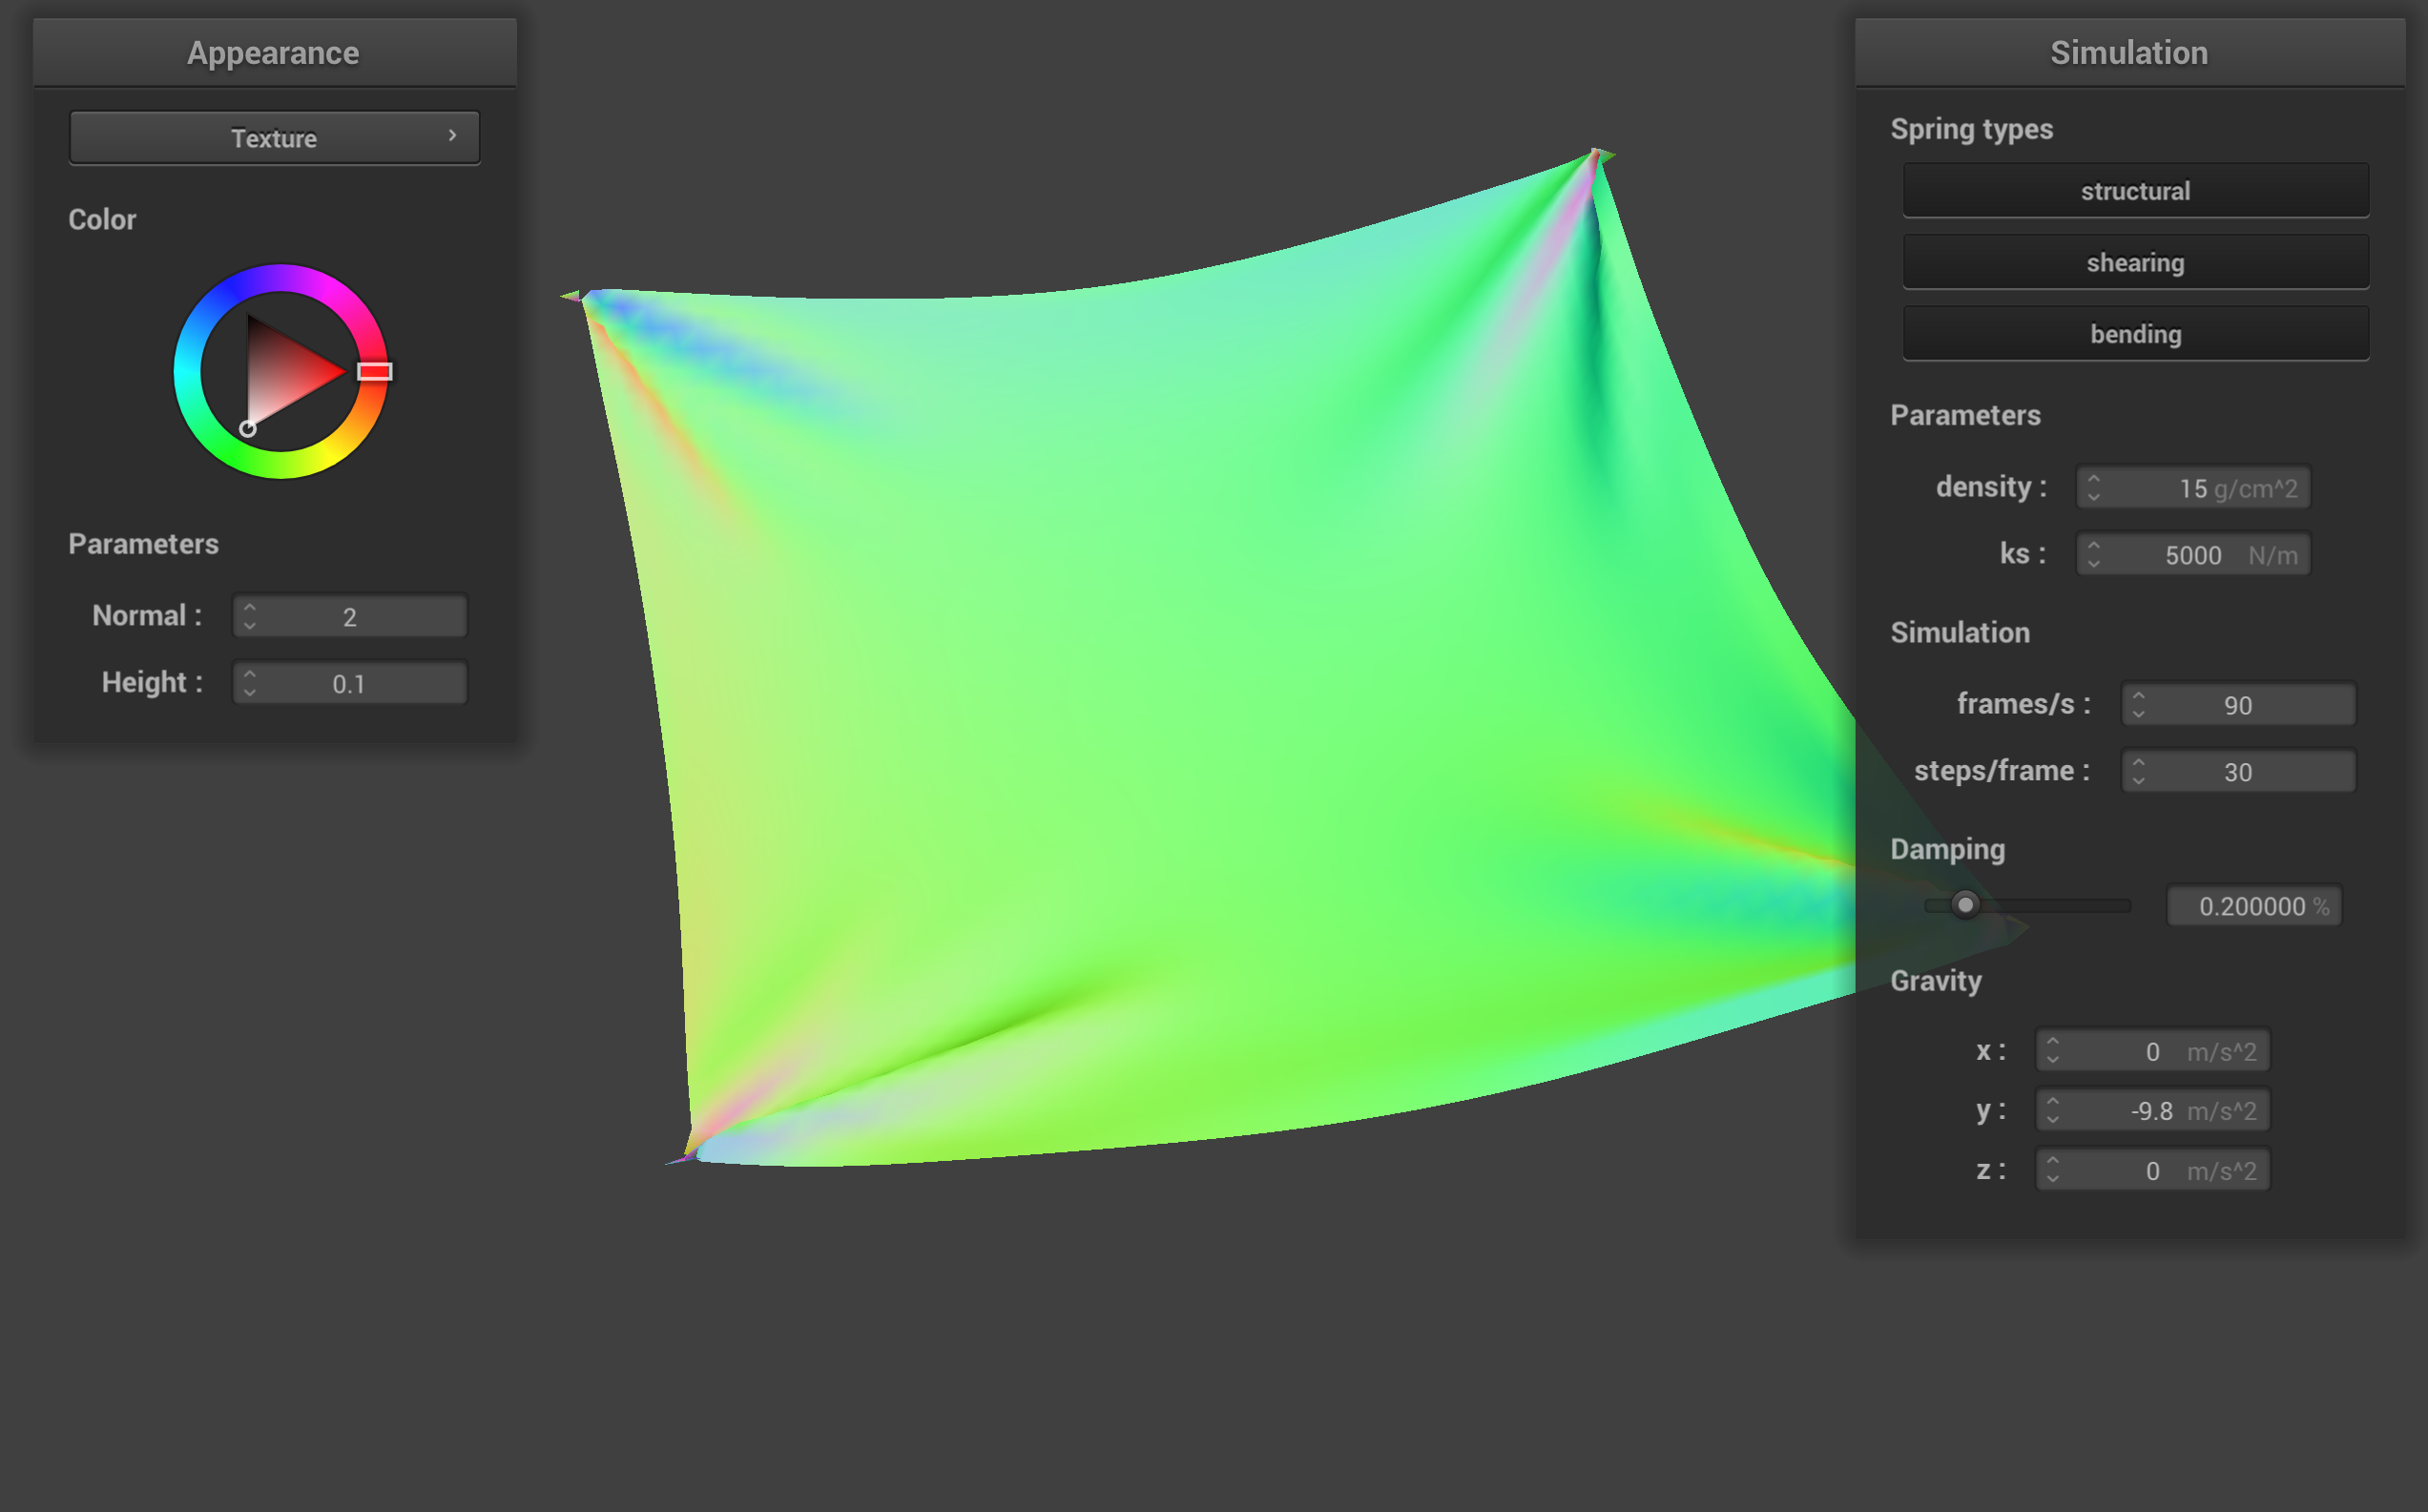 Appearance
Texture
Color
Parameters
Normal : 2
Height : 0.1
Simulation
Spring types
structural
shearing
bending
Parameters
density : 15 g/cm^2
ks : 5000 N/m
Simulation
frames/s : 90
steps/frame : 30
Damping
0.200000 %
Gravity
x : 0 m/s^2
y : -9.8 m/s^2
z : 0 m/s^2